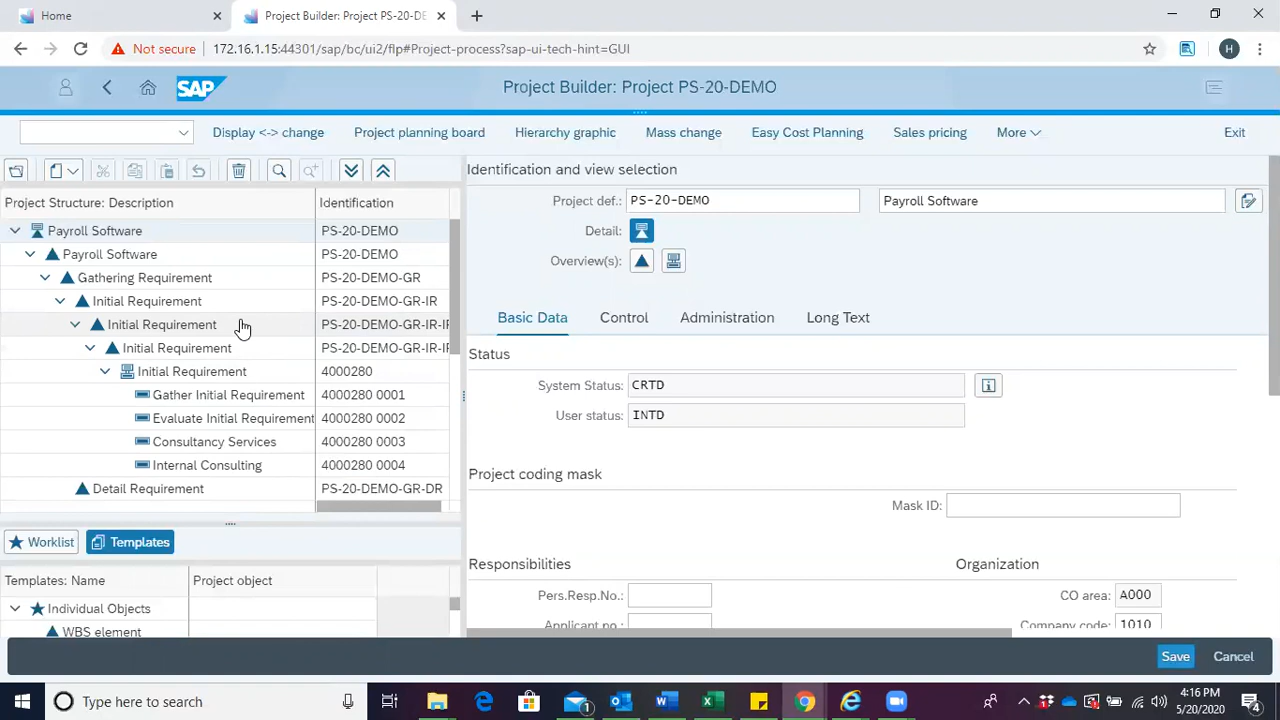 Home
Project Builder: Project PS-20-DE
Not secure
172.16.1.15:44301/sap/bc/ui2/flp#Project-process?sap-ui-tech-hint=GUI
H
SAP
Project Builder: Project PS-20-DEMO
Display <-> change
Project planning board
Hierarchy graphic
Mass change
Easy Cost Planning
Sales pricing
More
Exit
Project Structure: Description
Identification
Payroll Software PS-20-DEMO
Payroll Software PS-20-DEMO
Gathering Requirement PS-20-DEMO-GR
Initial Requirement PS-20-DEMO-GR-IR
Initial Requirement PS-20-DEMO-GR-IR-I
Initial Requirement PS-20-DEMO-GR-IR-I
Initial Requirement 4000280
Gather Initial Requirement 4000280 0001
Evaluate Initial Requirement 4000280 0002
Consultancy Services 4000280 0003
Internal Consulting 4000280 0004
Detail Requirement PS-20-DEMO-GR-DR
Worklist
Templates
Templates: Name
Project object
Individual Objects
WBS element
Identification and view selection
Project def.: PS-20-DEMO Payroll Software
Detail:
Overview(s):
Basic Data
Control
Administration
Long Text
Status
System Status: CRTD
User status: INTD
Project coding mask
Mask ID:
Responsibilities
Organization
Pers.Resp.No.:
CO area: A000
Applicant no.:
Company code: 1010
Save
Cancel
Type here to search
1
4:16 PM
5/20/2020
4